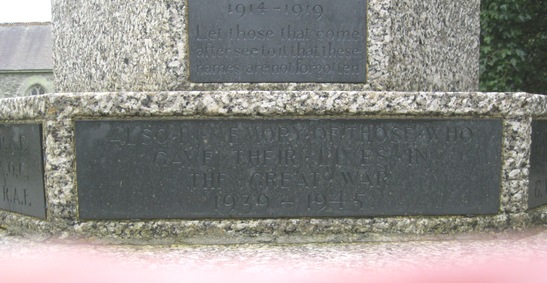 1914-1919
Let those that come
after see to it that these
names are not forgotten
ALSO IN MEMORY OF THOSE WHO
GAVE THEIR LIVES IN
THE GREAT WAR
1939-1945
R.A.F.